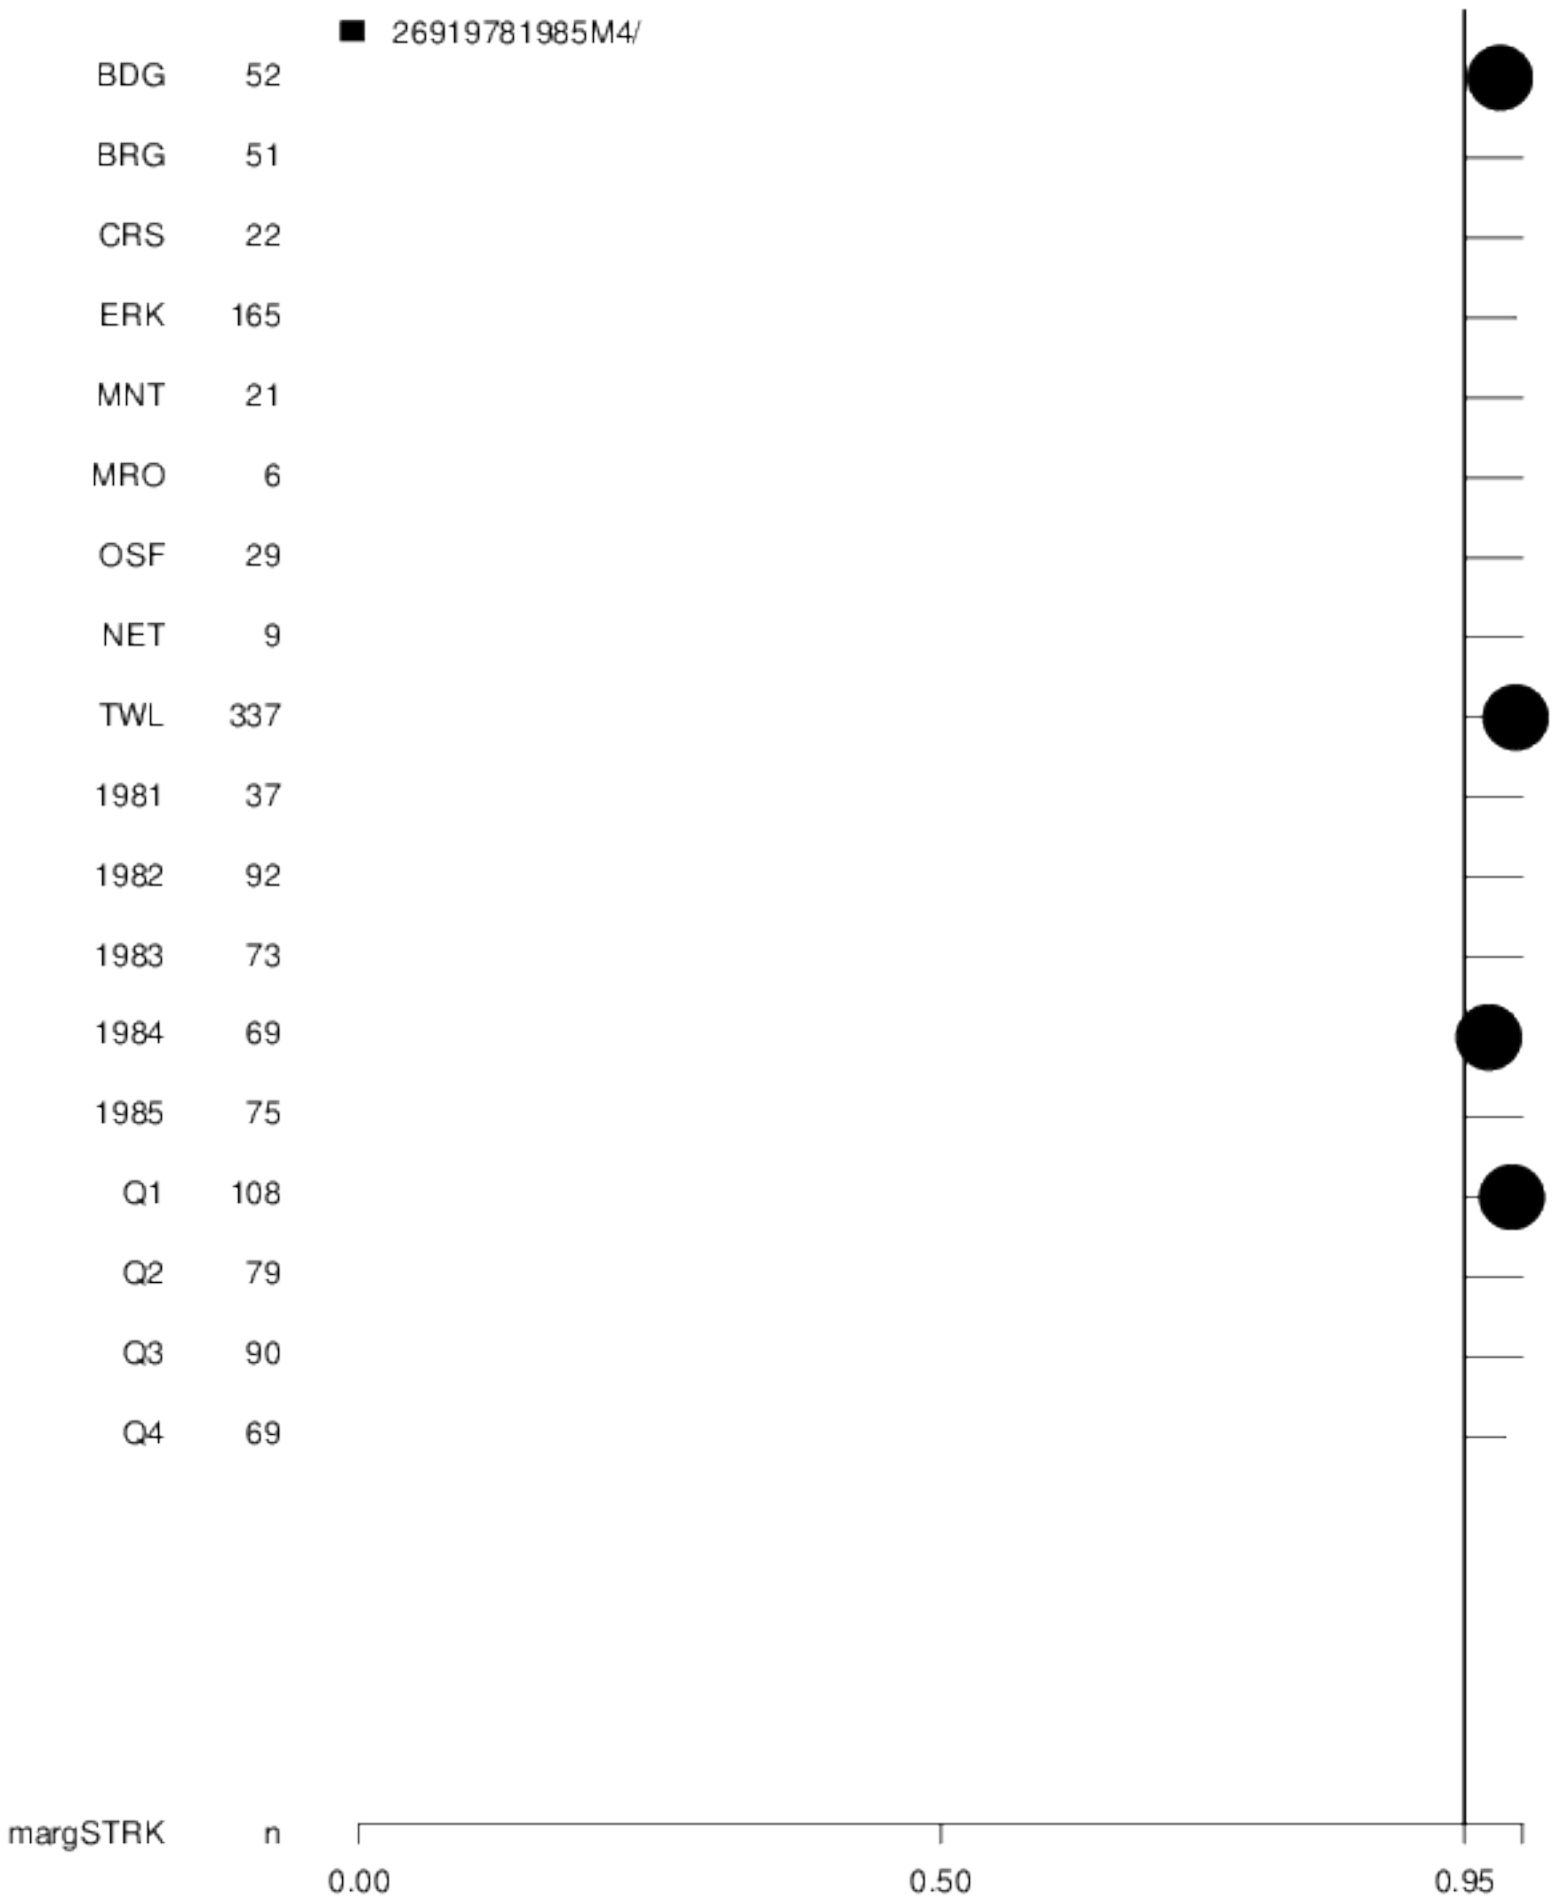 26919781985M4/
BDG 52
BRG 51
CRS 22
ERK 165
MNT 21
MRO 6
OSF 29
NET 9
TWL 337
1981 37
1982 92
1983 73
1984 69
1985 75
Q1 108
Q2 79
Q3 90
Q4 69
margSTRK n
0.00 0.50 0.95